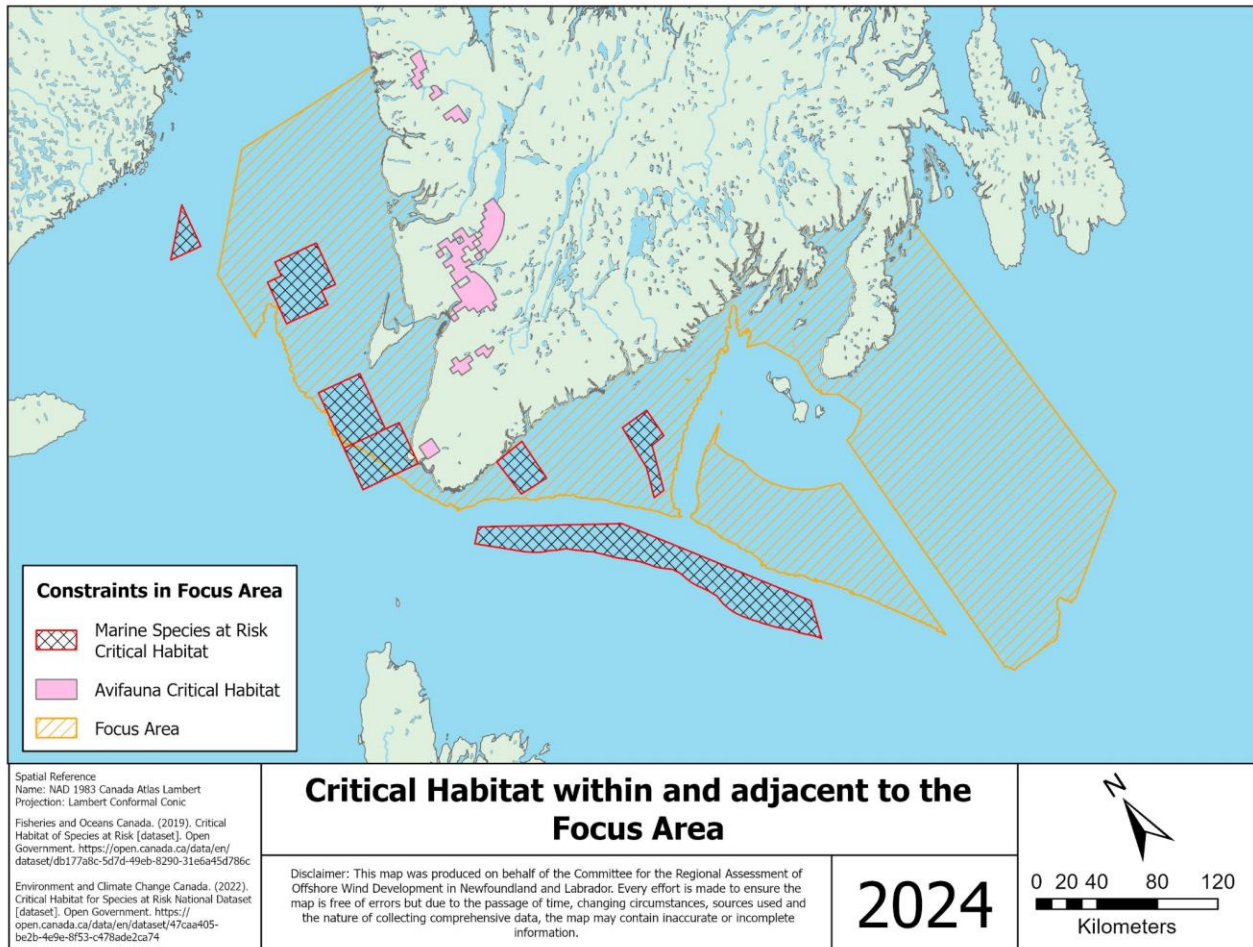 Constraints in Focus Area
Marine Species at Risk
Critical Habitat
Avifauna Critical Habitat
Focus Area
Spatial Reference
Name: NAD 1983 Canada Atlas Lambert
Projection: Lambert Conformal Conic
Fisheries and Oceans Canada. (2019). Critical
Habitat of Species at Risk [dataset]. Open
Government. https://open.canada.ca/data/en/
dataset/db177a8c-5d7d-49eb-8290-31e6a45d786c
Environment and Climate Change Canada. (2022).
Critical Habitat for Species at Risk National Dataset
[dataset]. Open Government. https://
open.canada.ca/data/en/dataset/47caa405-
be2b-4e9e-8f53-c478ade2ca74
Critical Habitat within and adjacent to the
Focus Area
Disclaimer: This map was produced on behalf of the Committee for the Regional Assessment of
Offshore Wind Development in Newfoundland and Labrador. Every effort is made to ensure the
map is free of errors but due to the passage of time, changing circumstances, sources used and
the nature of collecting comprehensive data, the map may contain inaccurate or incomplete
information.
2024
N
0 20 40 80 120
Kilometers